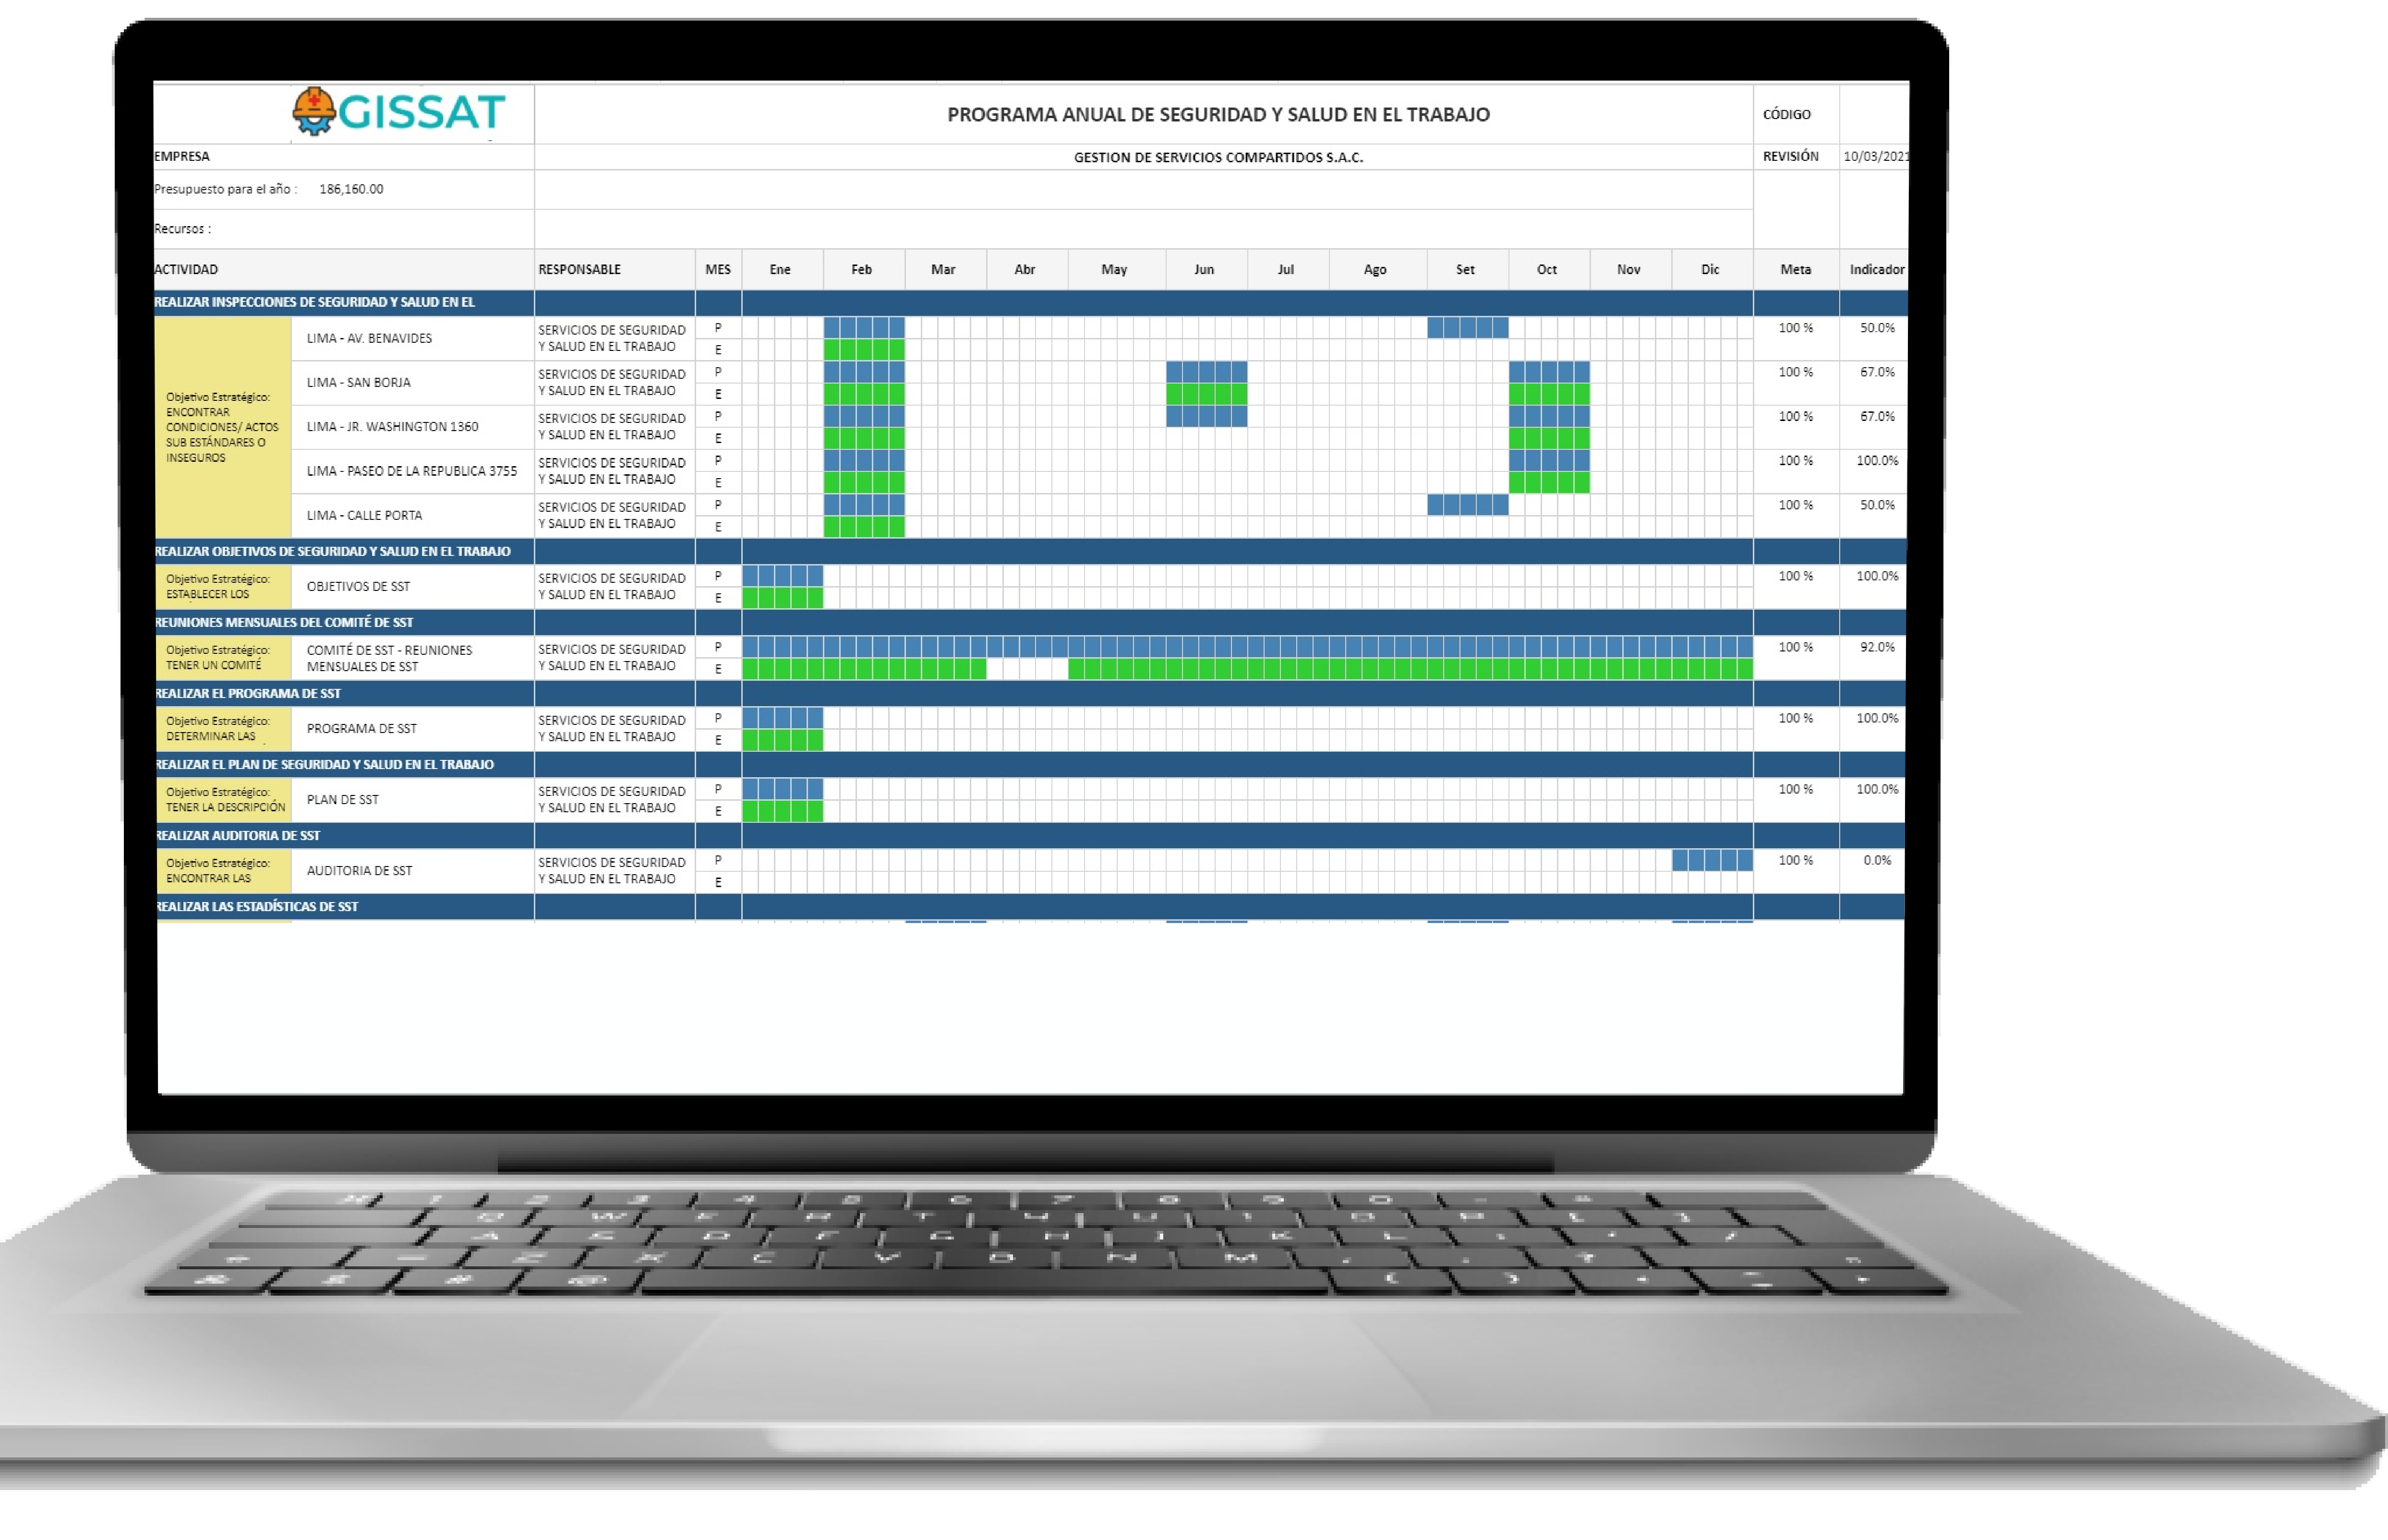 GISSAT
PROGRAMA ANUAL DE SEGURIDAD Y SALUD EN EL TRABAJO
CÓDIGO
EMPRESA
GESTION DE SERVICIOS COMPARTIDOS S.A.C.
REVISIÓN 10/03/2021
Presupuesto para el año : 186,160.00
Recursos :
ACTIVIDAD RESPONSABLE MES Ene Feb Mar Abr May Jun Jul Ago Set Oct Nov Dic Meta Indicador
REALIZAR INSPECCIONES DE SEGURIDAD Y SALUD EN EL
Objetivo Estratégico:
ENCONTRAR
CONDICIONES/ ACTOS
SUB ESTÁNDARES O
INSEGUROS
LIMA - AV. BENAVIDES
SERVICIOS DE SEGURIDAD
Y SALUD EN EL TRABAJO
P
E
100 % 50.0%
LIMA - SAN BORJA
SERVICIOS DE SEGURIDAD
Y SALUD EN EL TRABAJO
P
E
100 % 67.0%
LIMA - JR. WASHINGTON 1360
SERVICIOS DE SEGURIDAD
Y SALUD EN EL TRABAJO
P
E
100 % 67.0%
LIMA - PASEO DE LA REPUBLICA 3755
SERVICIOS DE SEGURIDAD
Y SALUD EN EL TRABAJO
P
E
100 % 100.0%
LIMA - CALLE PORTA
SERVICIOS DE SEGURIDAD
Y SALUD EN EL TRABAJO
P
E
100 % 50.0%
REALIZAR OBJETIVOS DE SEGURIDAD Y SALUD EN EL TRABAJO
Objetivo Estratégico:
ESTABLECER LOS
OBJETIVOS DE SST
SERVICIOS DE SEGURIDAD
Y SALUD EN EL TRABAJO
P
E
100 % 100.0%
REUNIONES MENSUALES DEL COMITÉ DE SST
Objetivo Estratégico:
TENER UN COMITÉ
COMITÉ DE SST - REUNIONES
MENSUALES DE SST
SERVICIOS DE SEGURIDAD
Y SALUD EN EL TRABAJO
P
E
100 % 92.0%
REALIZAR EL PROGRAMA DE SST
Objetivo Estratégico:
DETERMINAR LAS
PROGRAMA DE SST
SERVICIOS DE SEGURIDAD
Y SALUD EN EL TRABAJO
P
E
100 % 100.0%
REALIZAR EL PLAN DE SEGURIDAD Y SALUD EN EL TRABAJO
Objetivo Estratégico:
TENER LA DESCRIPCIÓN
PLAN DE SST
SERVICIOS DE SEGURIDAD
Y SALUD EN EL TRABAJO
P
E
100 % 100.0%
REALIZAR AUDITORIA DE SST
Objetivo Estratégico:
ENCONTRAR LAS
AUDITORIA DE SST
SERVICIOS DE SEGURIDAD
Y SALUD EN EL TRABAJO
P
E
100 % 0.0%
REALIZAR LAS ESTADÍSTICAS DE SST